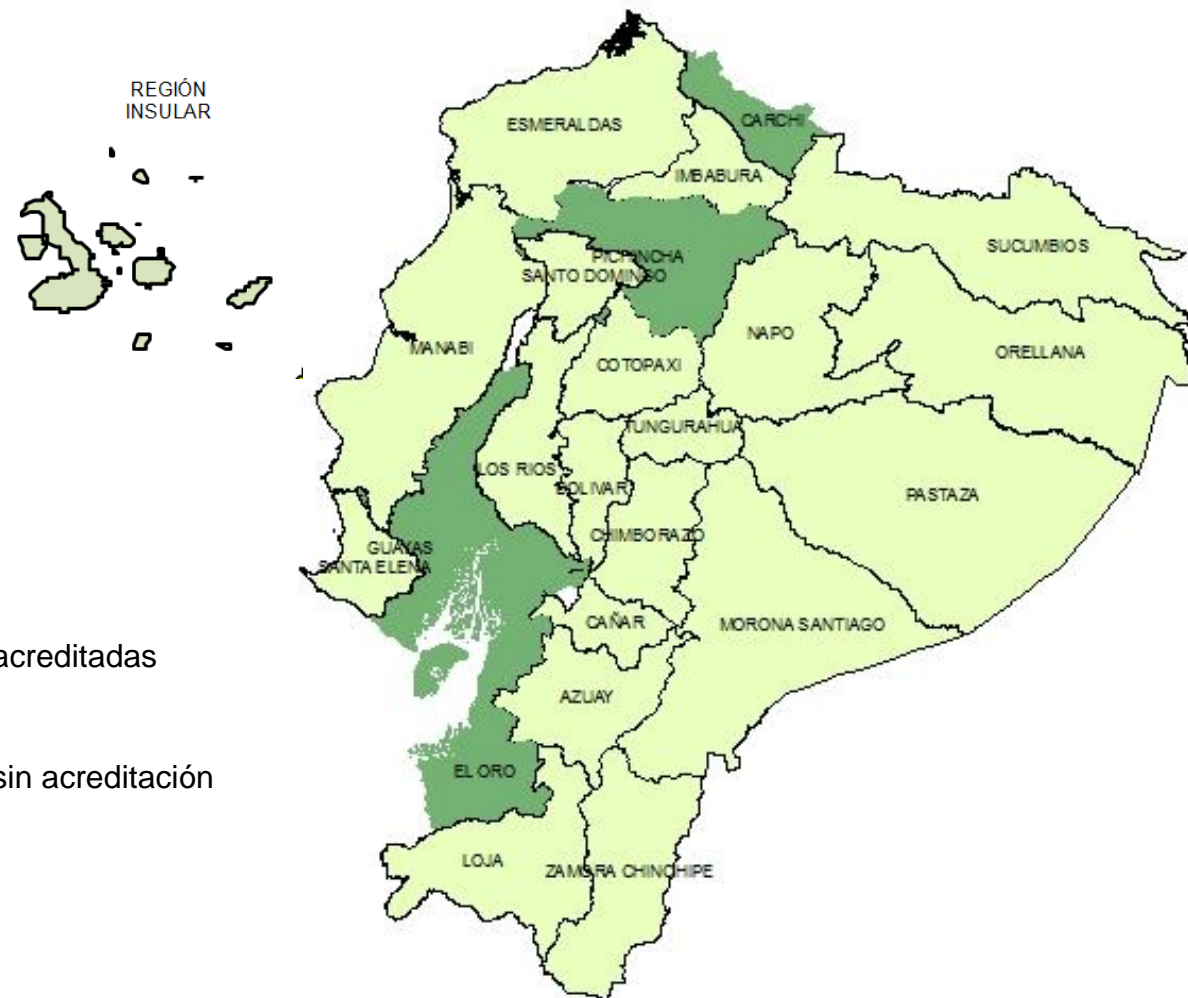 REGIÓN
INSULAR
ESMERALDAS
CARCHI
IMBABURA
SUCUMBIOS
PICHINCHA
SANTO DOMINGO
NAPO
MANABI
ORELLANA
COTOPAXI
TUNGURAHUA
LOS RIOS
BOLIVAR
PASTAZA
CHIMBORAZO
GUAYAS
SANTA ELENA
CAÑAR
MORONA SANTIAGO
acreditadas
AZUAY
EL ORO
sin acreditación
LOJA
ZAMORA CHINCHIPE